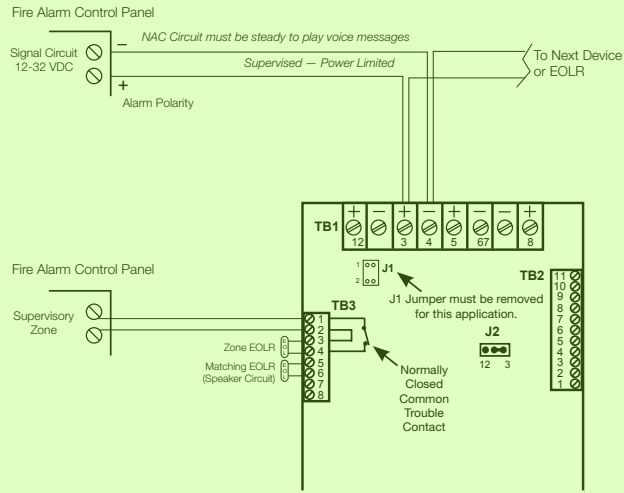 Fire Alarm Control Panel
Signal Circuit
12-32 VDC
−
+
NAC Circuit must be steady to play voice messages
Supervised — Power Limited
Alarm Polarity
To Next Device
or EOLR
TB1
+ − + − + − − +
12 3 4 5 67 8
1
2
J1
J1 Jumper must be removed
for this application.
TB2
11
10
9
8
7
6
5
4
3
2
1
J2
12 3
Fire Alarm Control Panel
Supervisory
Zone
TB3
1
2
3
4
5
6
7
8
Zone EOLR
EOL
Matching EOLR
(Speaker Circuit)
EOL
Normally
Closed
Common
Trouble
Contact